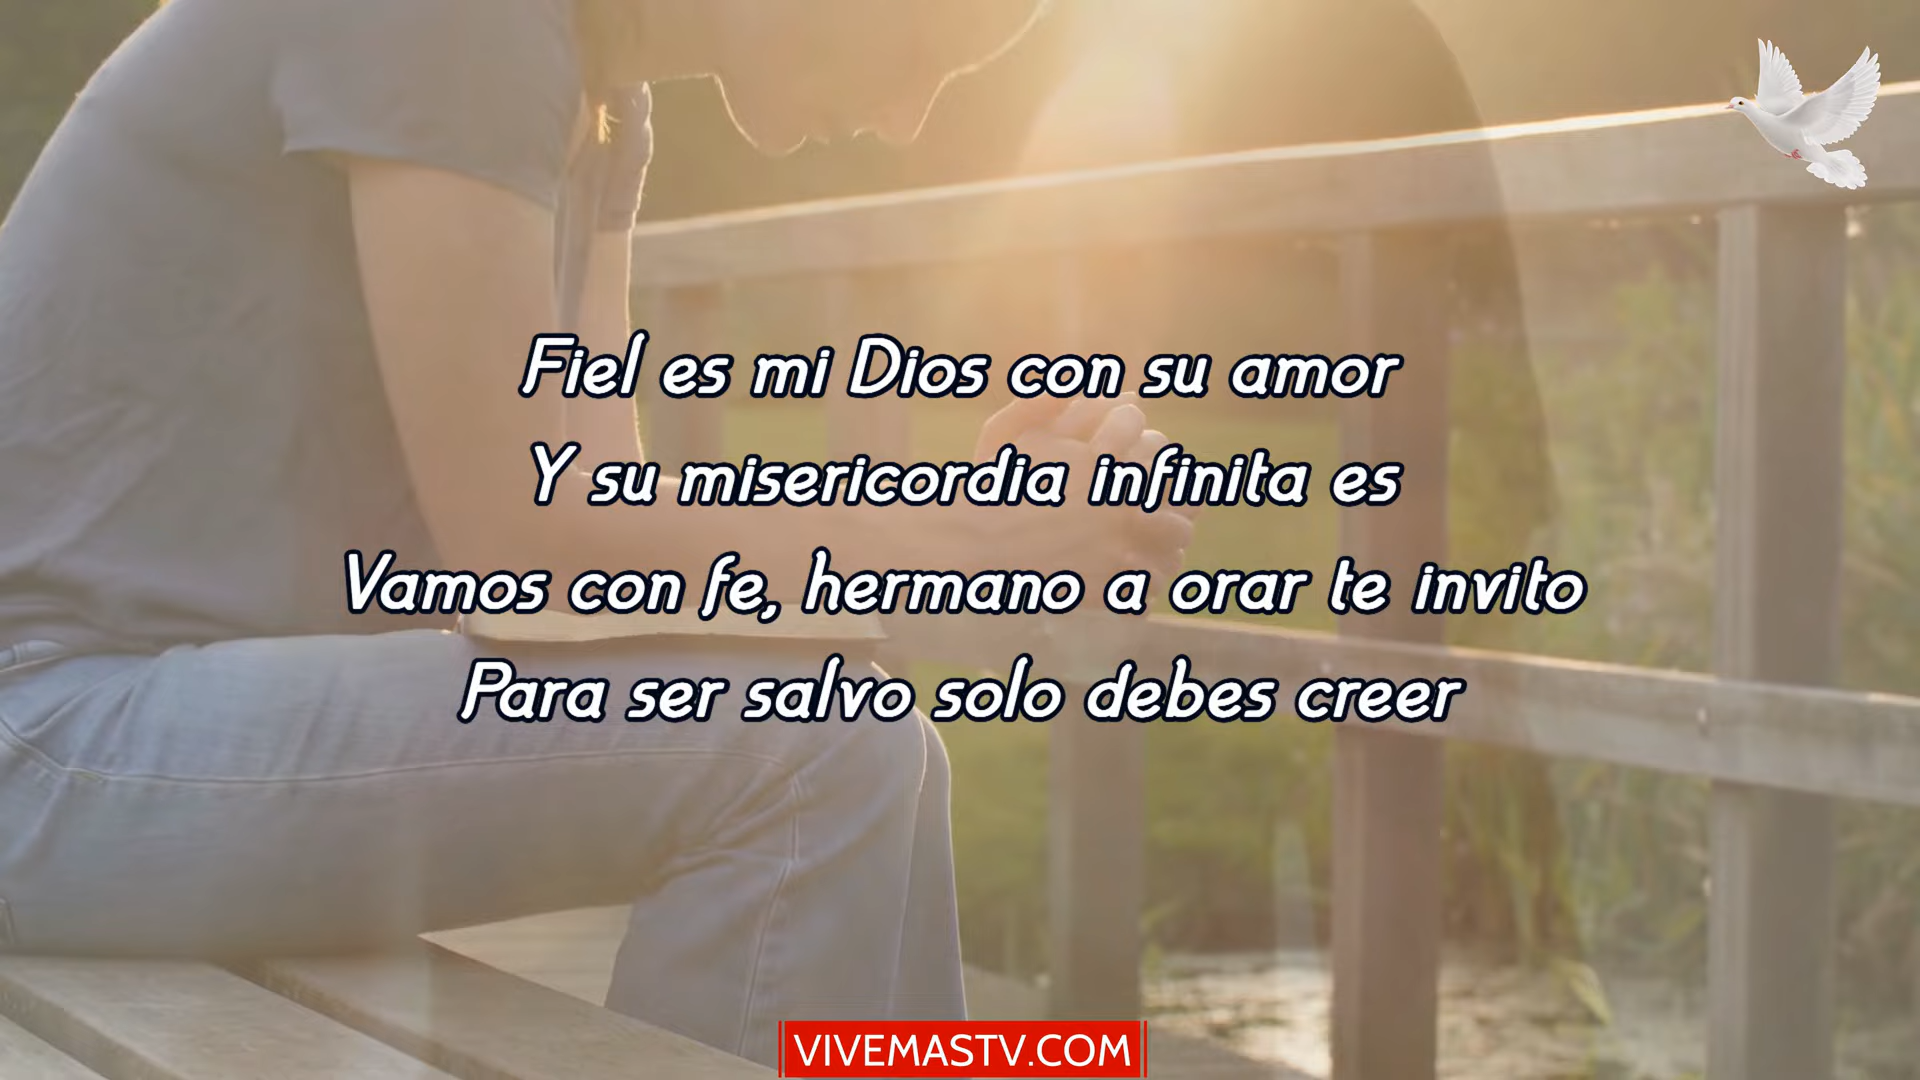 Fiel es mi Dios con su amor
Y su misericordia infinita es
Vamos con fe, hermano a orar te invito
Para ser salvo solo debes creer
VIVEMASTV.COM